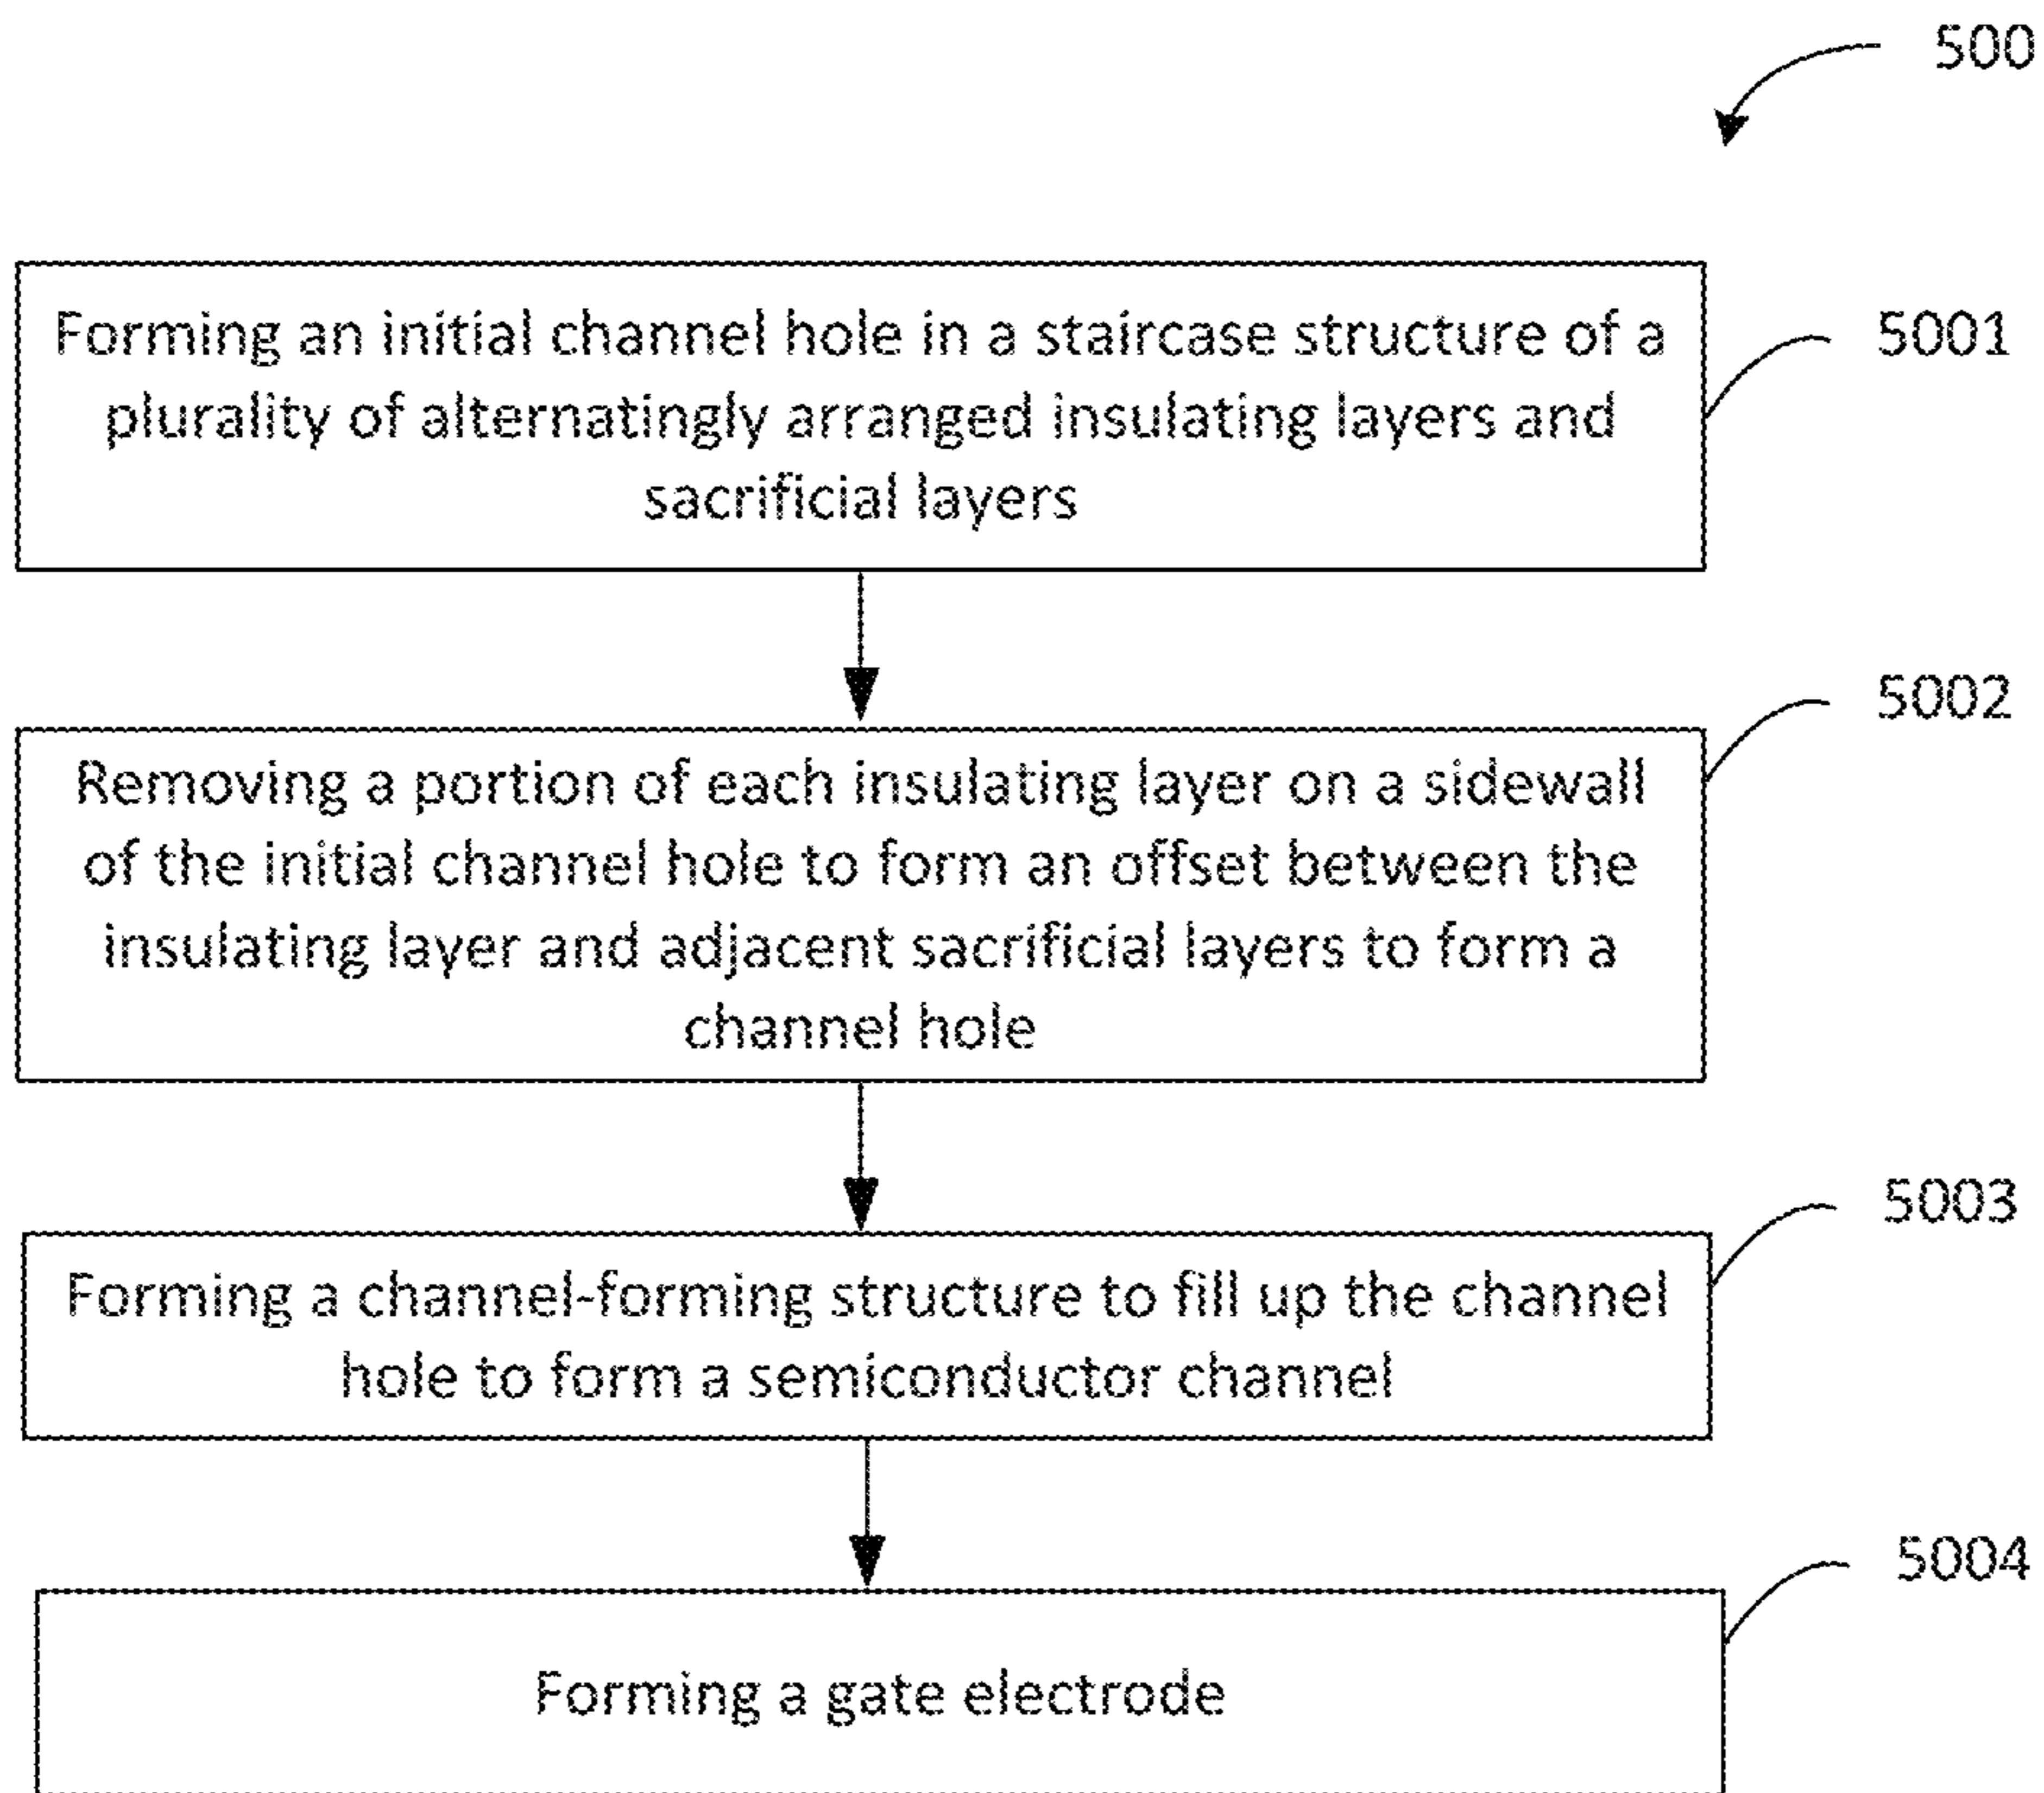 500
Forming an initial channel hole in a staircase structure of a
plurality of alternatingly arranged insulating layers and
sacrificial layers
5001
Removing a portion of each insulating layer on a sidewall
of the initial channel hole to form an offset between the
insulating layer and adjacent sacrificial layers to form a
channel hole
5002
Forming a channel-forming structure to fill up the channel
hole to form a semiconductor channel
5003
Forming a gate electrode
5004